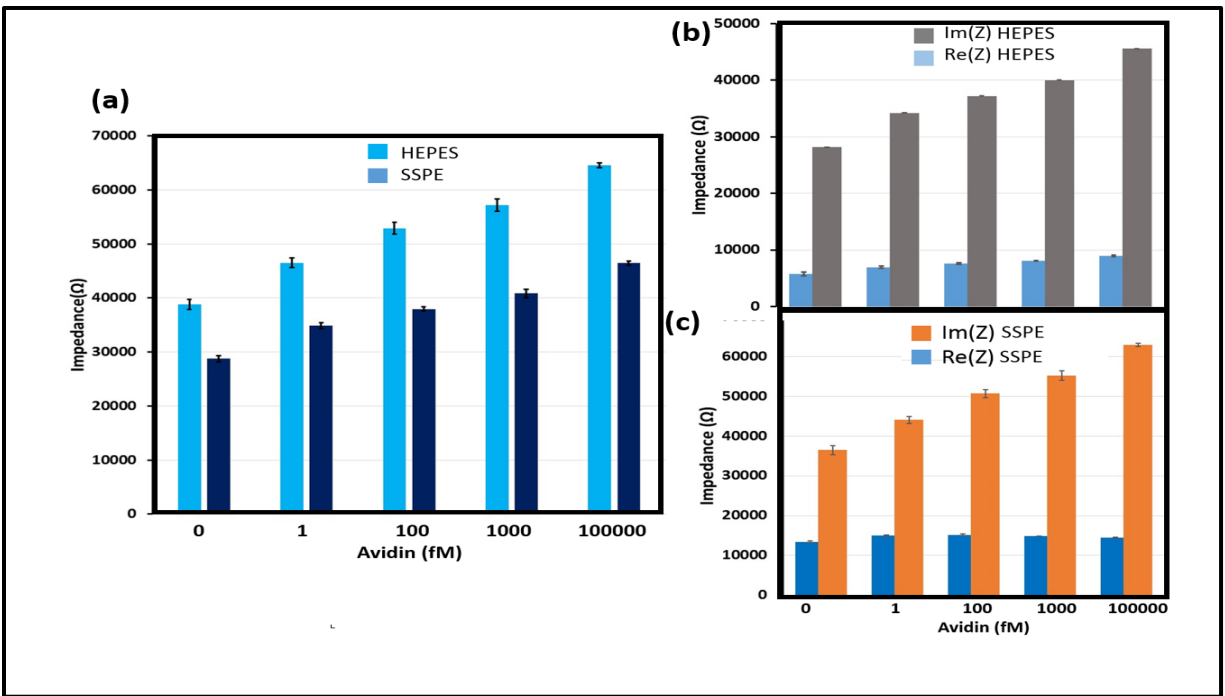 (a)
70000
60000
50000
40000
30000
20000
10000
0
Impedance(Ω)
HEPES
SSPE
0 1 100 1000 100000
Avidin (fM)
(b)
50000
40000
30000
20000
10000
0
Impedance (Ω)
Im(Z) HEPES
Re(Z) HEPES
(c)
60000
50000
40000
30000
20000
10000
0
Impedance (Ω)
Im(Z) SSPE
Re(Z) SSPE
0 1 100 1000 100000
Avidin (fM)